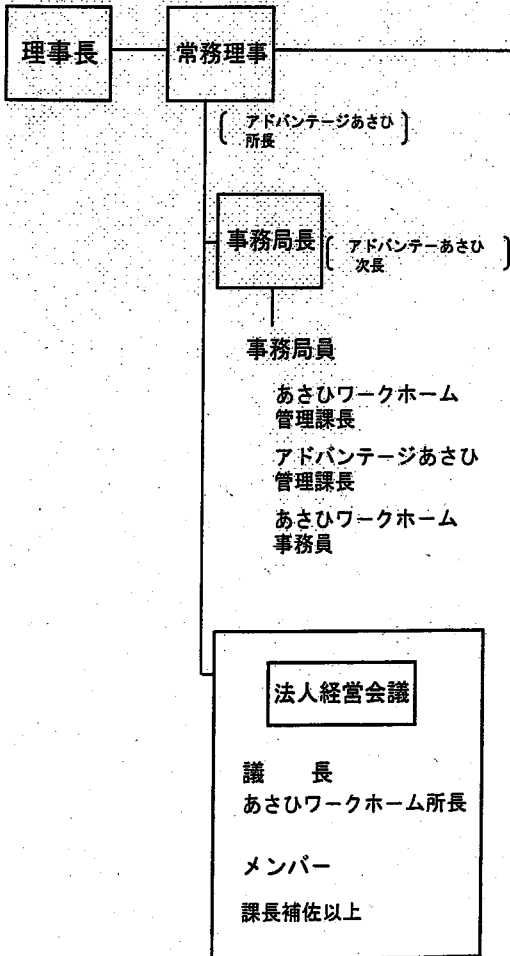 理事長
常務理事
アドバンテージあさひ
所長
事務局長
アドバンテーあさひ
次長
事務局員
あさひワークホーム
管理課長
アドバンテージあさひ
管理課長
あさひワークホーム
事務員
法人経営会議
議　　長
あさひワークホーム所長
メンバー
課長補佐以上